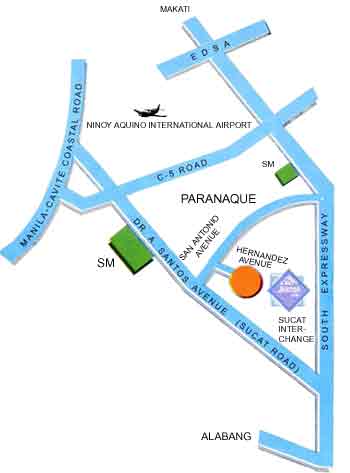 MAKATI
EDSA
NINOY AQUINO INTERNATIONAL AIRPORT
MANILA-CAVITE COASTAL ROAD
C-5 ROAD
SM
PARANAQUE
SAN ANTONIO
AVENUE
HERNANDEZ
AVENUE
SM
DR. A. SANTOS AVENUE (SUCAT ROAD)
SUCAT
INTER-
CHANGE
SOUTH EXPRESSWAY
ALABANG